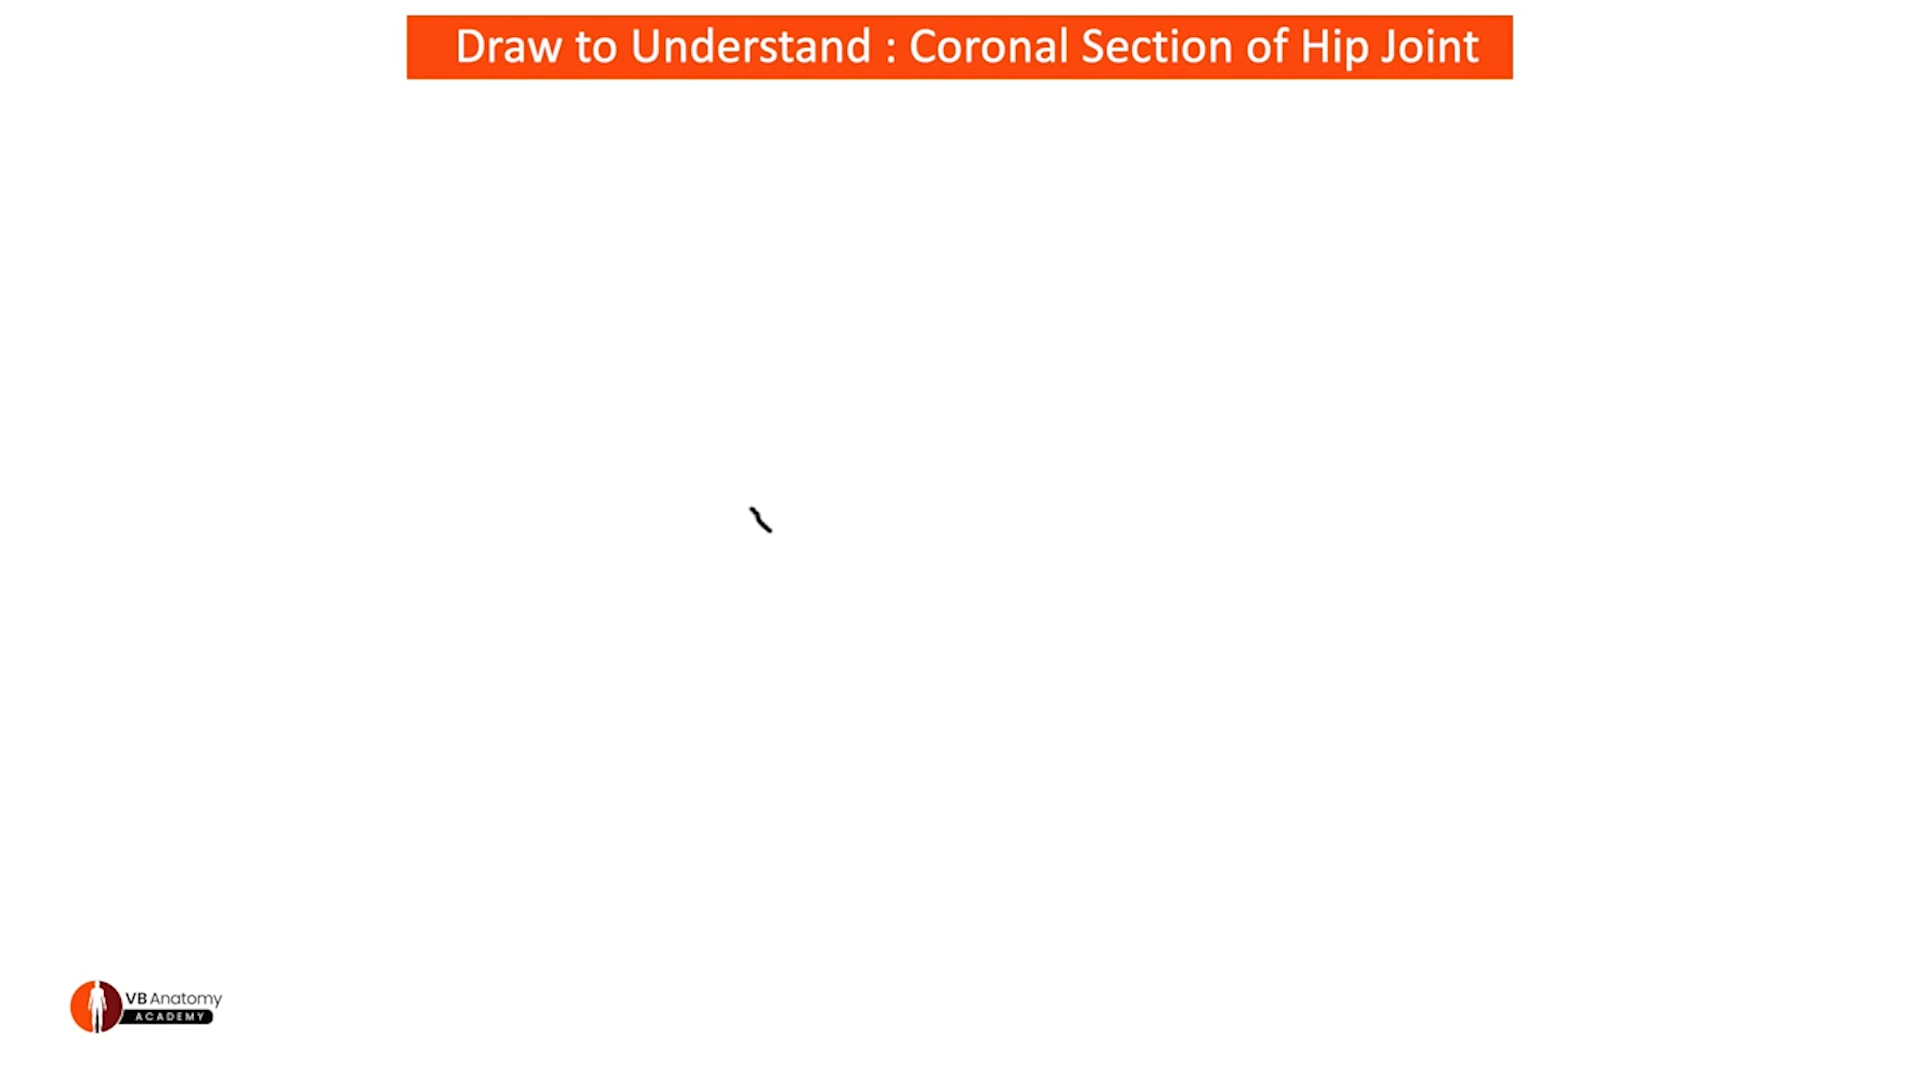 Draw to Understand : Coronal Section of Hip Joint
VB Anatomy
ACADEMY